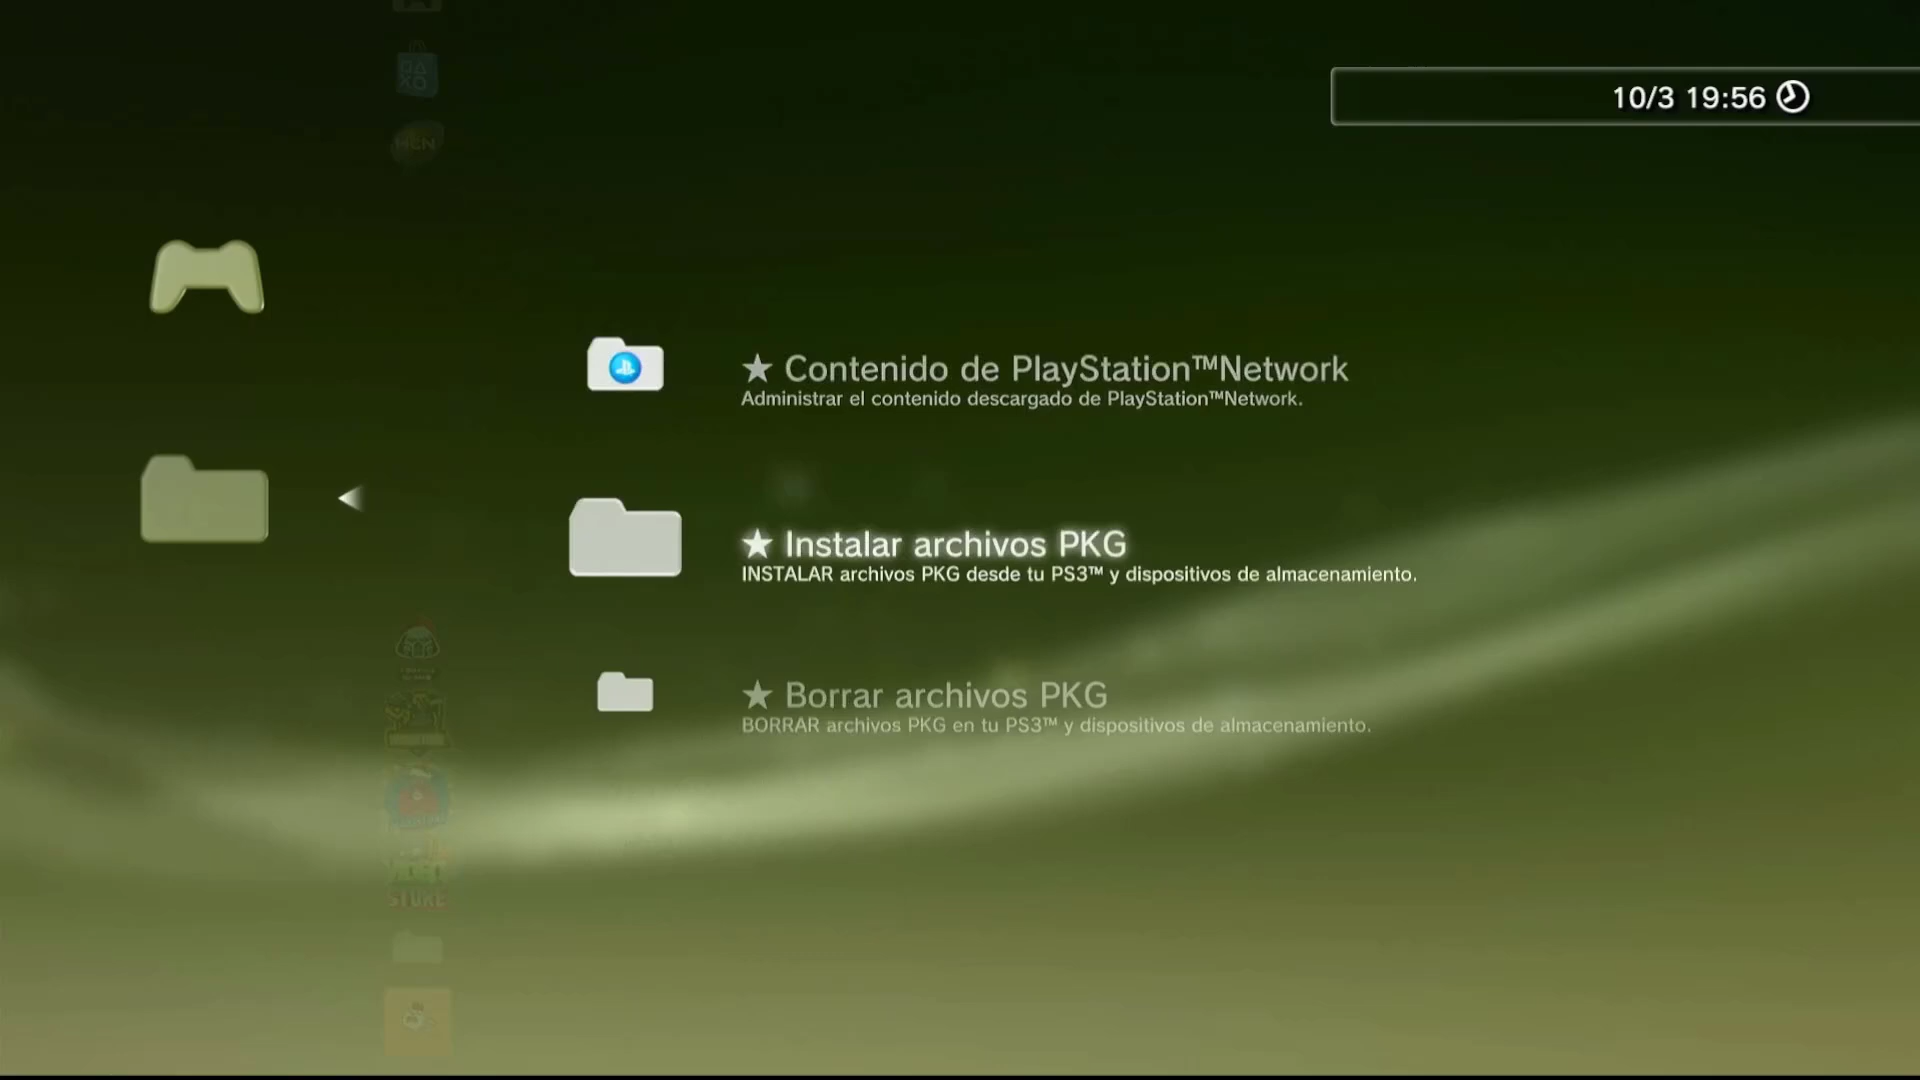 10/3 19:56
★ Contenido de PlayStation™Network
Administrar el contenido descargado de PlayStation™Network.
★ Instalar archivos PKG
INSTALAR archivos PKG desde tu PS3™ y dispositivos de almacenamiento.
★ Borrar archivos PKG
BORRAR archivos PKG en tu PS3™ y dispositivos de almacenamiento.
STORE